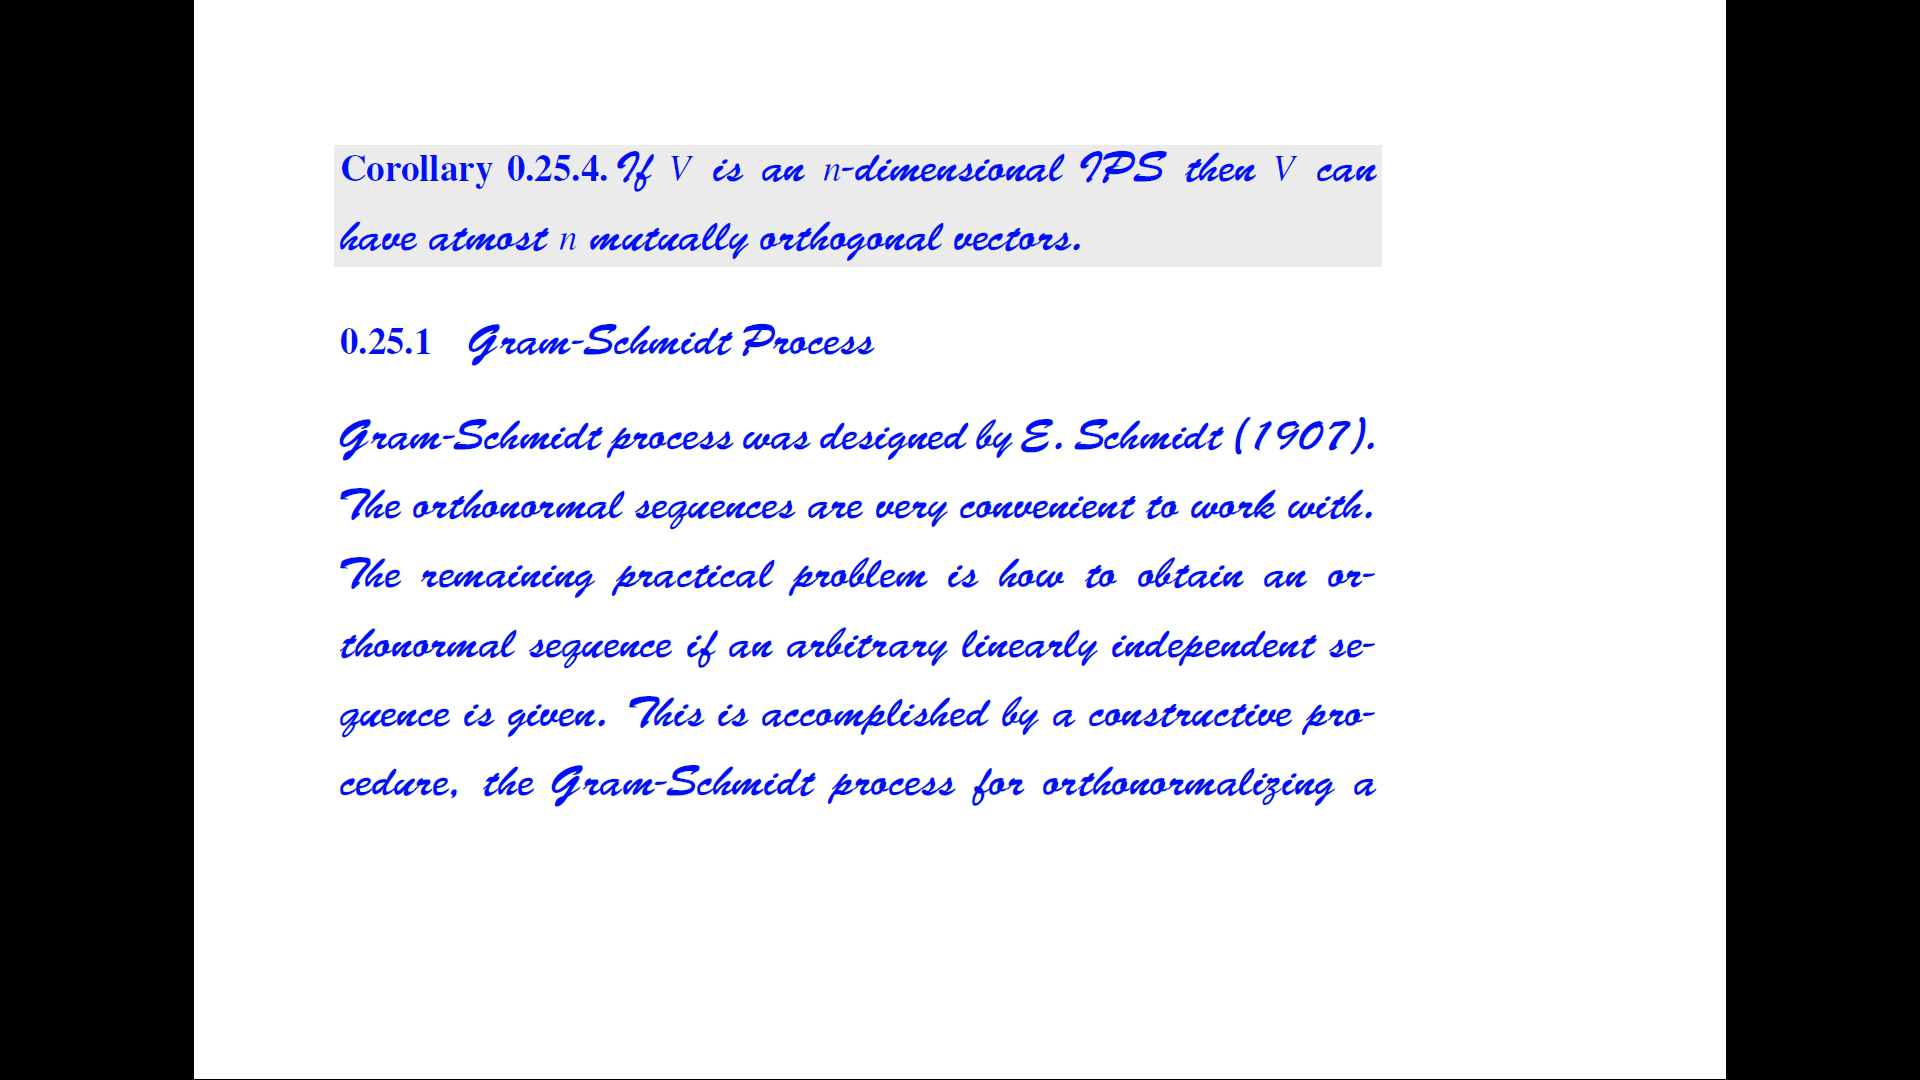 Corollary 0.25.4. If V is an n-dimensional IPS then V can
have atmost n mutually orthogonal vectors.
0.25.1 Gram-Schmidt Process
Gram-Schmidt process was designed by E. Schmidt (1907).
The orthonormal sequences are very convenient to work with.
The remaining practical problem is how to obtain an or-
thonormal sequence if an arbitrary linearly independent se-
quence is given. This is accomplished by a constructive pro-
cedure, the Gram-Schmidt process for orthonormalizing a